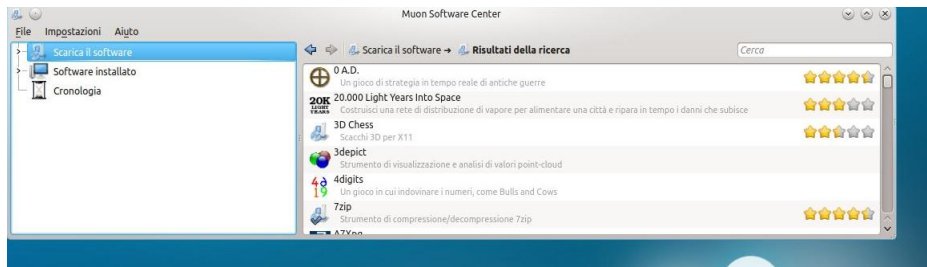 Muon Software Center
File Impostazioni Aiuto
Scarica il software
Software installato
Cronologia
Scarica il software → Risultati della ricerca
Cerca
0 A.D.
Un gioco di strategia in tempo reale di antiche guerre
20K
LIGHT
YEARS
20.000 Light Years Into Space
Costruisci una rete di distribuzione di vapore per alimentare una città e ripara in tempo i danni che subisce
3D Chess
Scacchi 3D per X11
3depict
Strumento di visualizzazione e analisi di valori point-cloud
4digits
Un gioco in cui indovinare i numeri, come Bulls and Cows
7zip
Strumento di compressione/decompressione 7zip